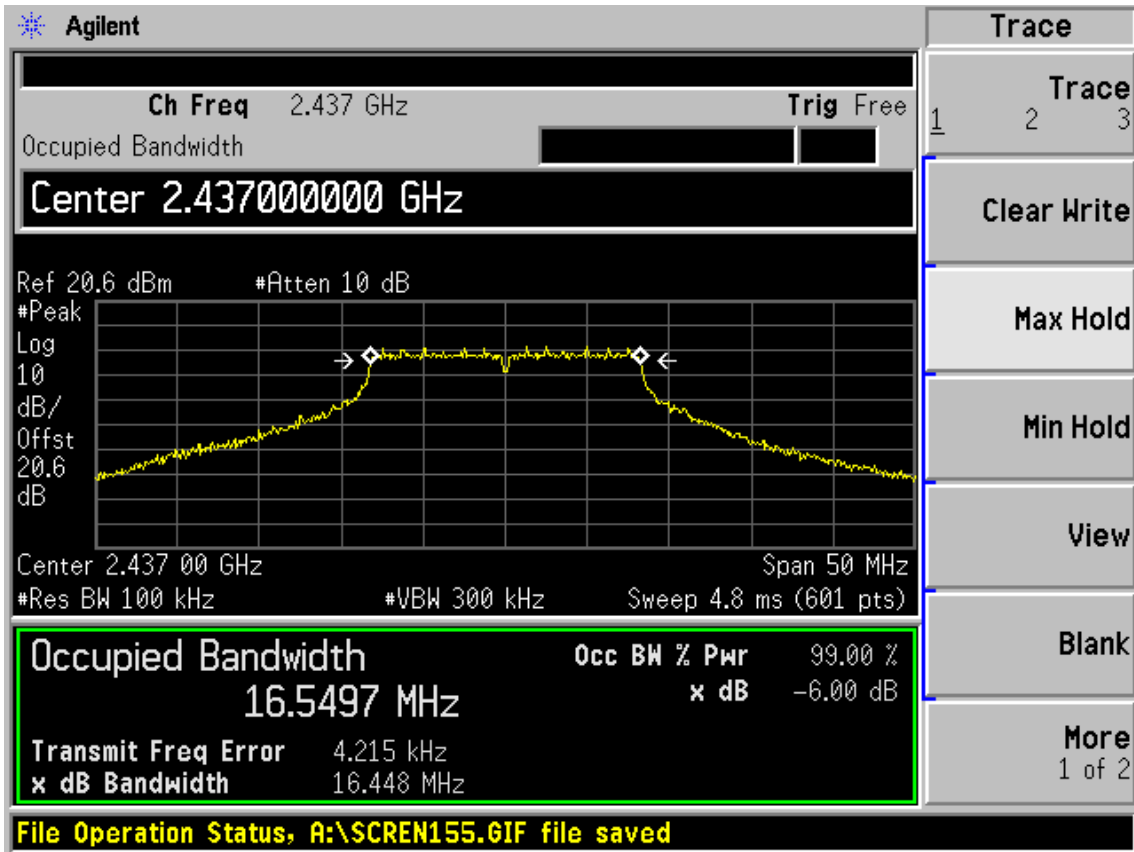 Agilent
Trace
Ch Freq 2.437 GHz Trig Free
Occupied Bandwidth
Center 2.437000000 GHz
Ref 20.6 dBm #Atten 10 dB
#Peak
Log
10
dB/
Offst
20.6
dB
Center 2.437 00 GHz Span 50 MHz
#Res BW 100 kHz #VBW 300 kHz Sweep 4.8 ms (601 pts)
Occupied Bandwidth Occ BW % Pwr 99.00 %
16.5497 MHz x dB -6.00 dB
Transmit Freq Error 4.215 kHz
x dB Bandwidth 16.448 MHz
File Operation Status, A:\SCREN155.GIF file saved
Trace
1 2 3
Clear Write
Max Hold
Min Hold
View
Blank
More
1 of 2